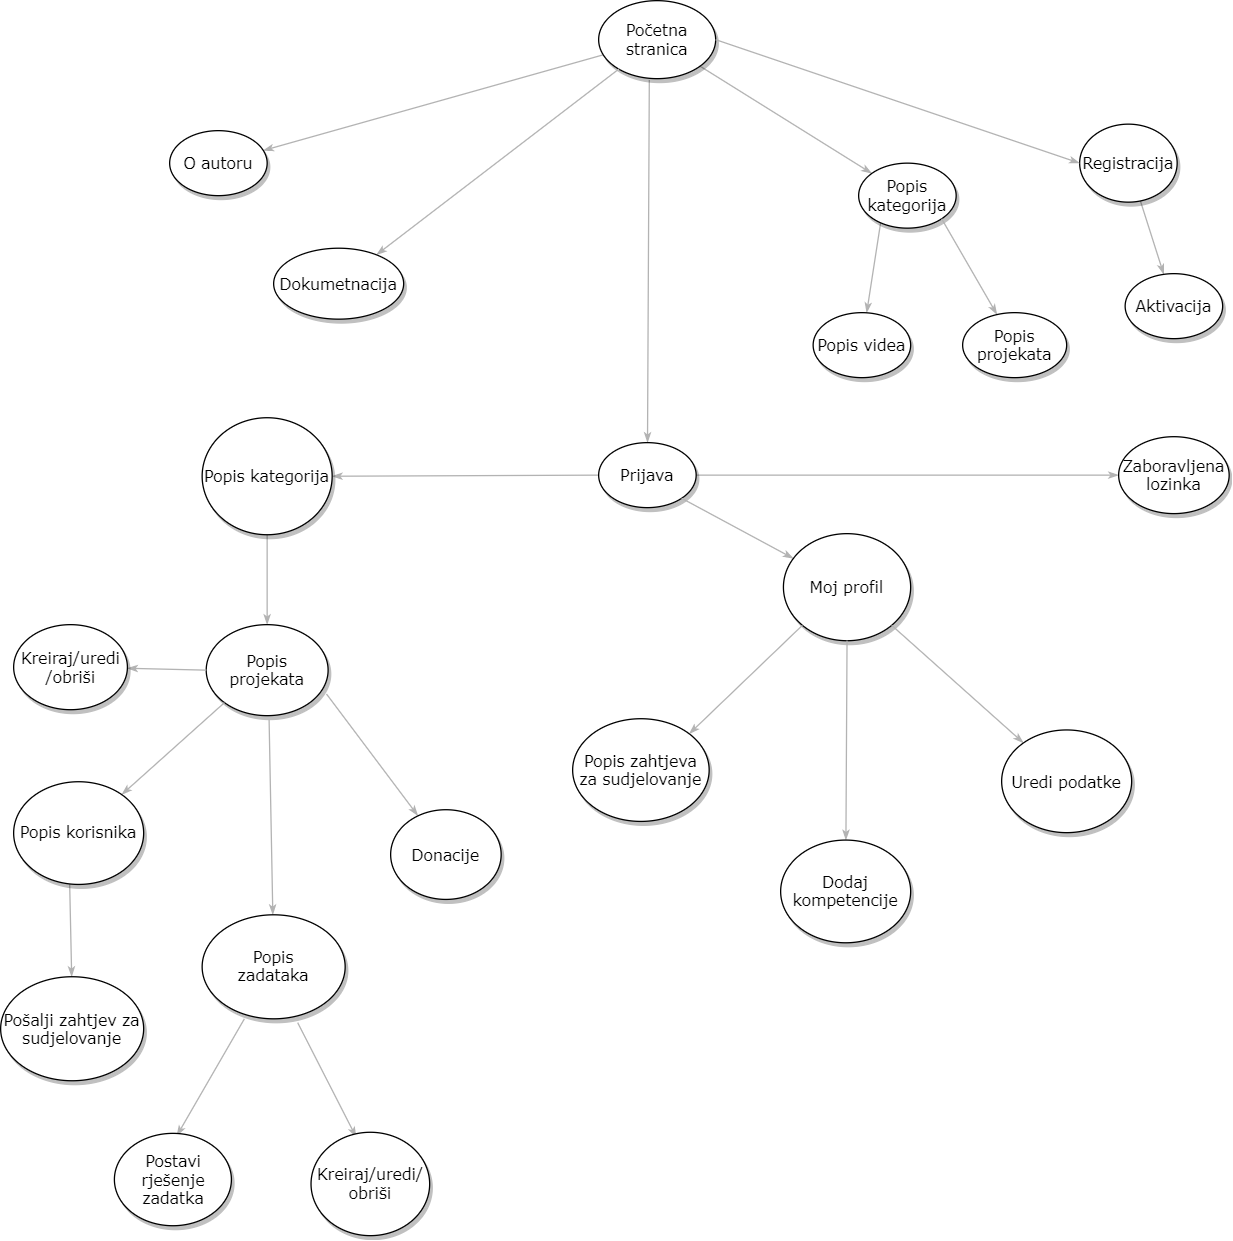 Početna
stranica
O autoru
Registracija
Popis
kategorija
Dokumetnacija
Aktivacija
Popis videa
Popis
projekata
Popis kategorija
Prijava
Zaboravljena
lozinka
Moj profil
Kreiraj/uredi
/obriši
Popis
projekata
Popis zahtjeva
za sudjelovanje
Uredi podatke
Popis korisnika
Donacije
Dodaj
kompetencije
Popis
zadataka
Pošalji zahtjev za
sudjelovanje
Postavi
rješenje
zadatka
Kreiraj/uredi/
obriši